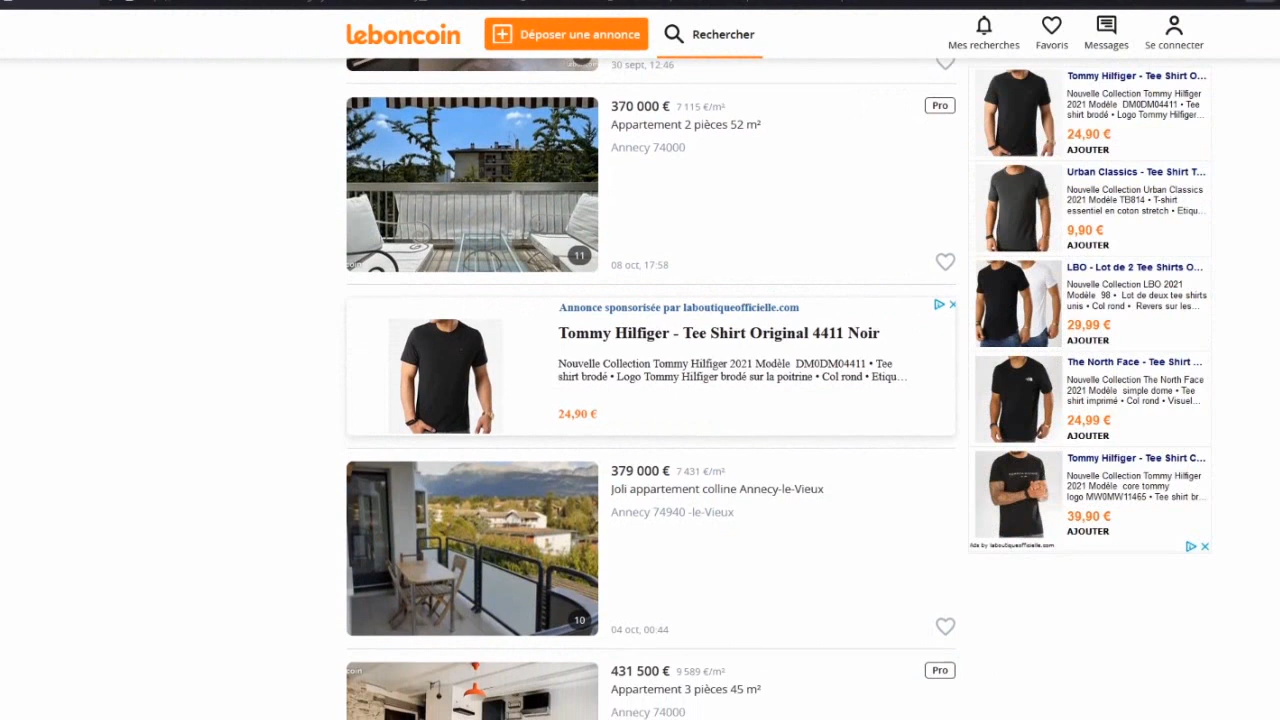 leboncoin
Déposer une annonce
Rechercher
Mes recherches
Favoris
Messages
Se connecter
30 sept, 12:46
370 000 € 7 115 €/m²
Pro
Appartement 2 pièces 52 m²
Annecy 74000
11
08 oct, 17:58
Annonce sponsorisée par laboutiqueofficielle.com
Tommy Hilfiger - Tee Shirt Original 4411 Noir
Nouvelle Collection Tommy Hilfiger 2021 Modèle DM0DM04411 • Tee
shirt brodé • Logo Tommy Hilfiger brodé sur la poitrine • Col rond • Etiqu…
24,90 €
379 000 € 7 431 €/m²
Joli appartement colline Annecy-le-Vieux
Annecy 74940 -le-Vieux
10
04 oct, 00:44
431 500 € 9 589 €/m²
Pro
Appartement 3 pièces 45 m²
Annecy 74000
Tommy Hilfiger - Tee Shirt O...
Nouvelle Collection Tommy Hilfiger
2021 Modèle DM0DM04411 • Tee
shirt brodé • Logo Tommy Hilfiger...
24,90 €
AJOUTER
Urban Classics - Tee Shirt T...
Nouvelle Collection Urban Classics
2021 Modèle TB814 • T-shirt
essentiel en coton stretch • Etiqu...
9,90 €
AJOUTER
LBO - Lot de 2 Tee Shirts O...
Nouvelle Collection LBO 2021
Modèle 98 • Lot de deux tee shirts
unis • Col rond • Revers sur les...
29,99 €
AJOUTER
The North Face - Tee Shirt ...
Nouvelle Collection The North Face
2021 Modèle simple dome • Tee
shirt imprimé • Col rond • Visuel...
24,99 €
AJOUTER
Tommy Hilfiger - Tee Shirt C...
Nouvelle Collection Tommy Hilfiger
2021 Modèle core tommy
logo MW0MW11465 • Tee shirt br...
39,90 €
AJOUTER
Ads by laboutiqueofficielle.com